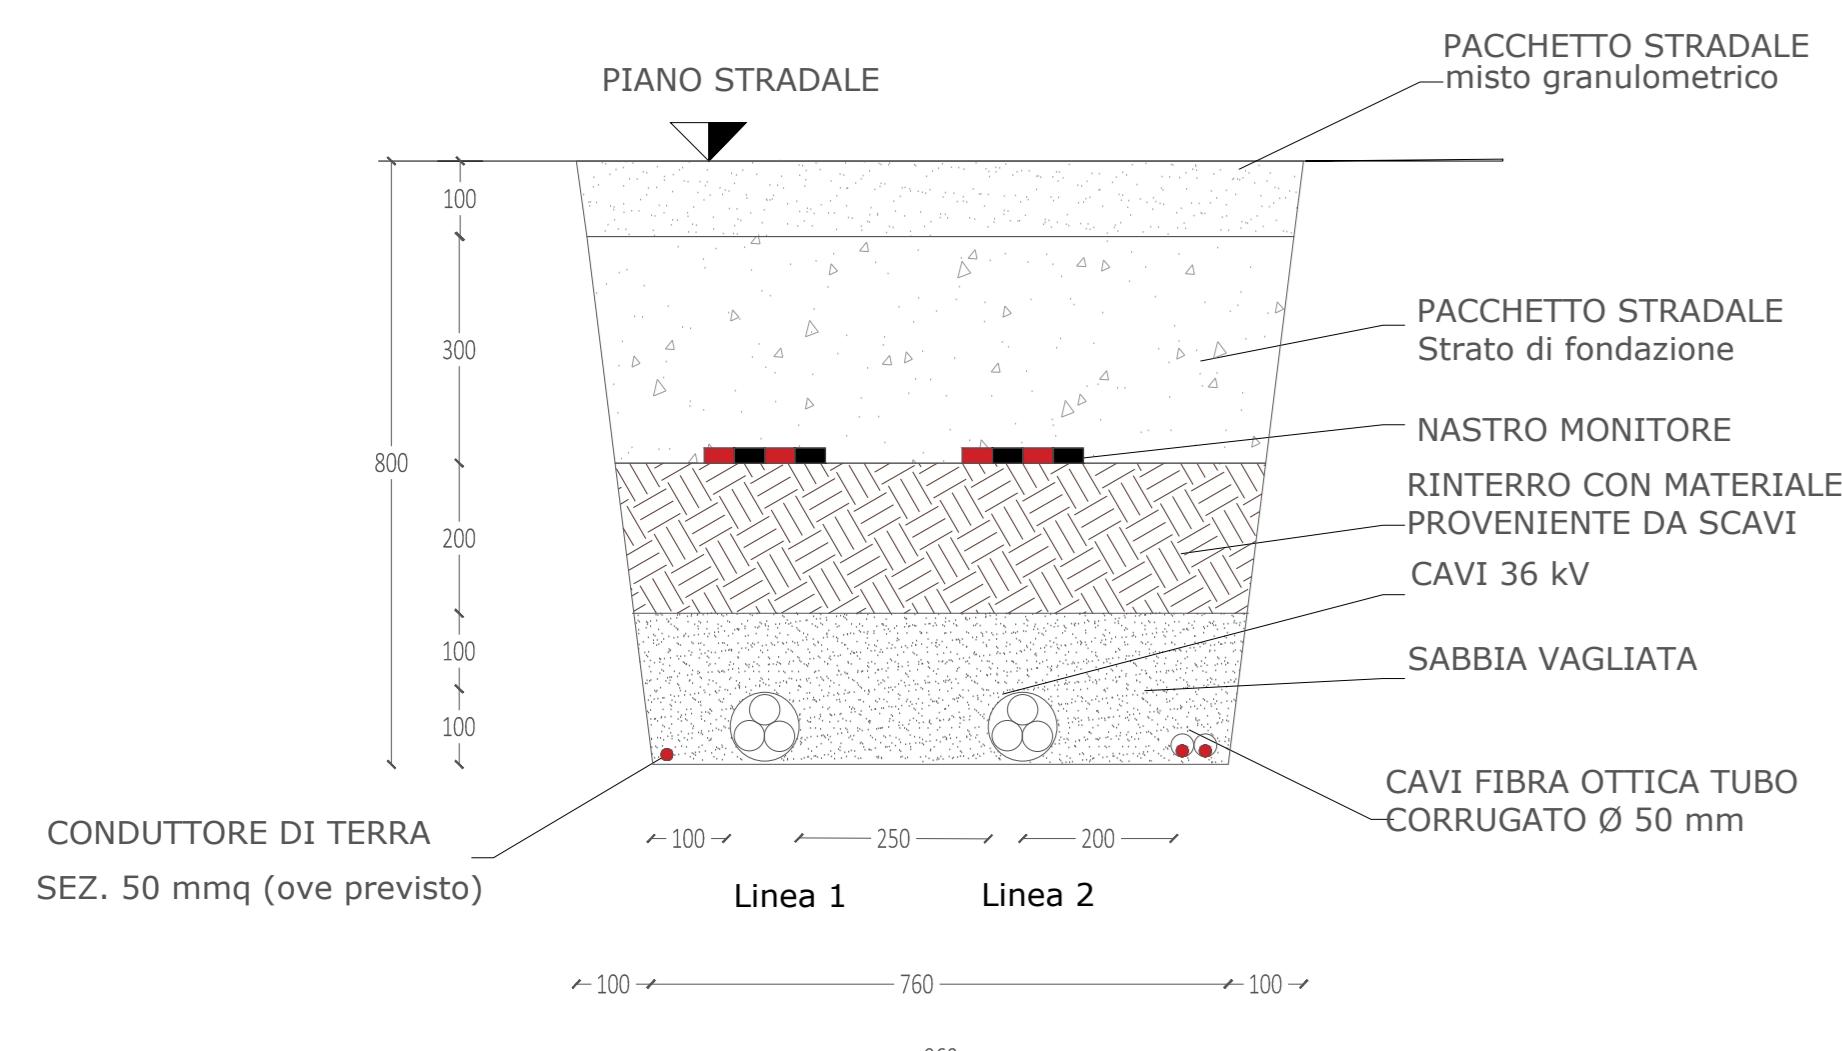 PACCHETTO STRADALE
misto granulometrico
PIANO STRADALE
100
300
PACCHETTO STRADALE
Strato di fondazione
NASTRO MONITORE
800
RINTERRO CON MATERIALE
PROVENIENTE DA SCAVI
200
CAVI 36 kV
100
SABBIA VAGLIATA
100
CAVI FIBRA OTTICA TUBO
CORRUGATO Ø 50 mm
CONDUTTORE DI TERRA
SEZ. 50 mmq (ove previsto)
100 250 200
Linea 1 Linea 2
100 760 100